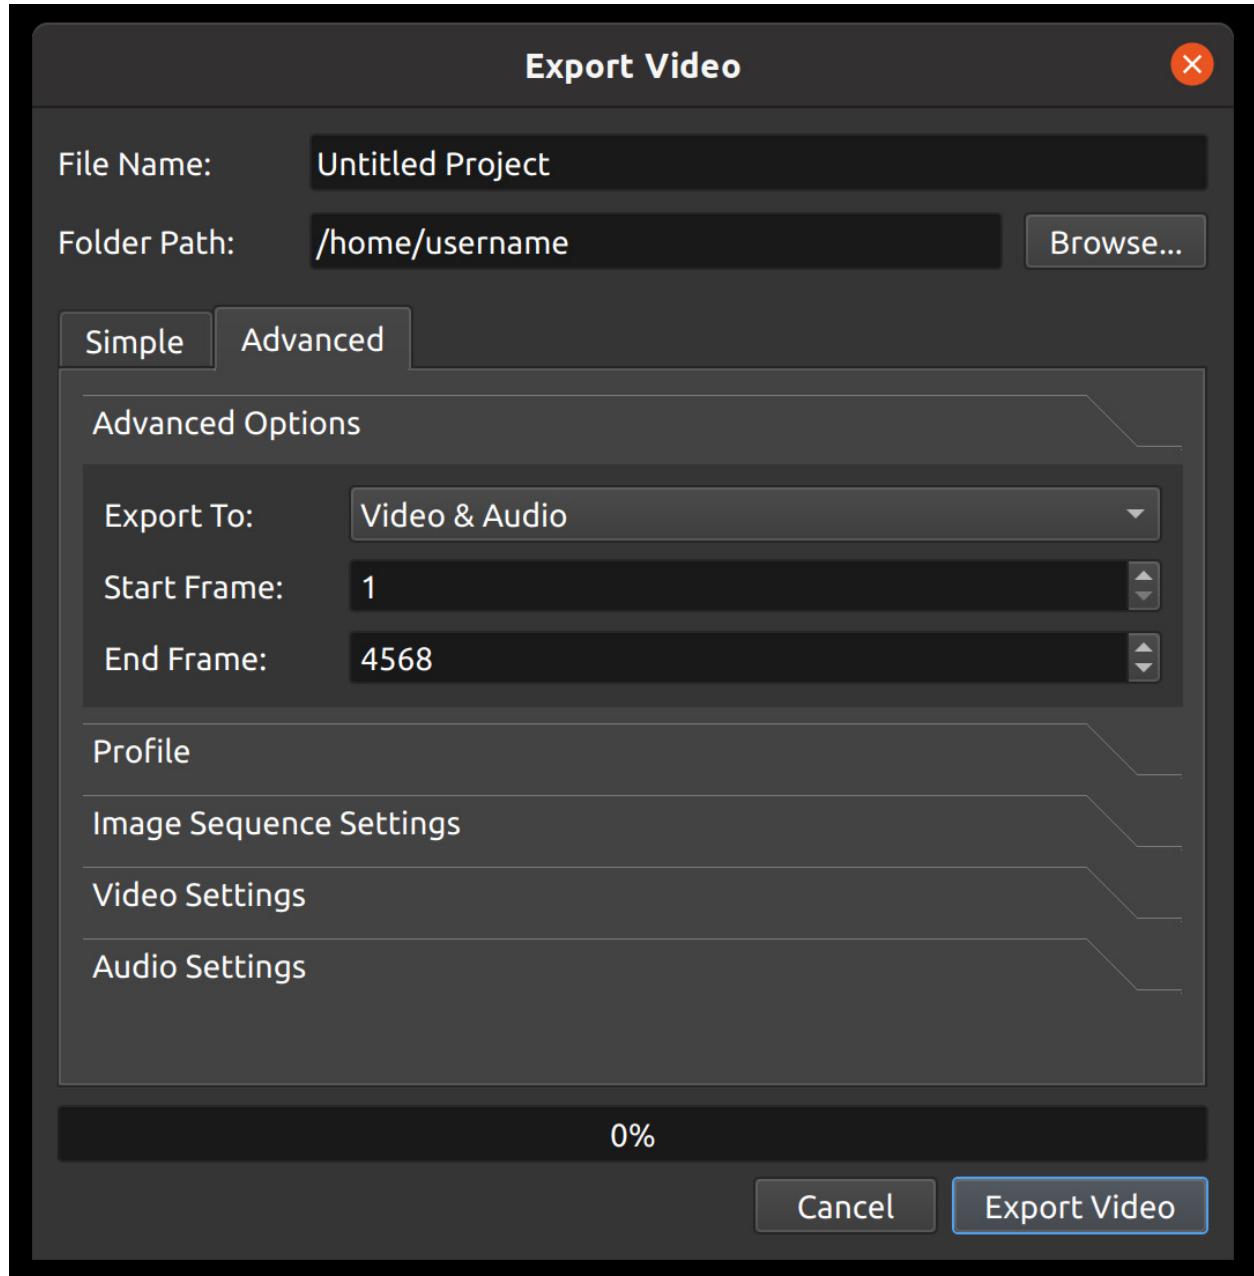 Export Video
File Name: Untitled Project
Folder Path: /home/username Browse...
Simple Advanced
Advanced Options
Export To: Video & Audio
Start Frame: 1
End Frame: 4568
Profile
Image Sequence Settings
Video Settings
Audio Settings
0%
Cancel Export Video